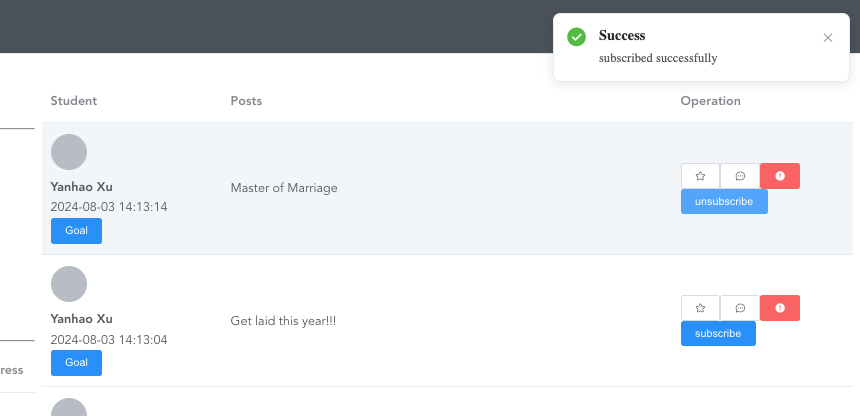 Success
subscribed successfully
Student Posts Operation
Yanhao Xu
2024-08-03 14:13:14
Goal
Master of Marriage
unsubscribe
Yanhao Xu
2024-08-03 14:13:04
Goal
Get laid this year!!!
subscribe
ress